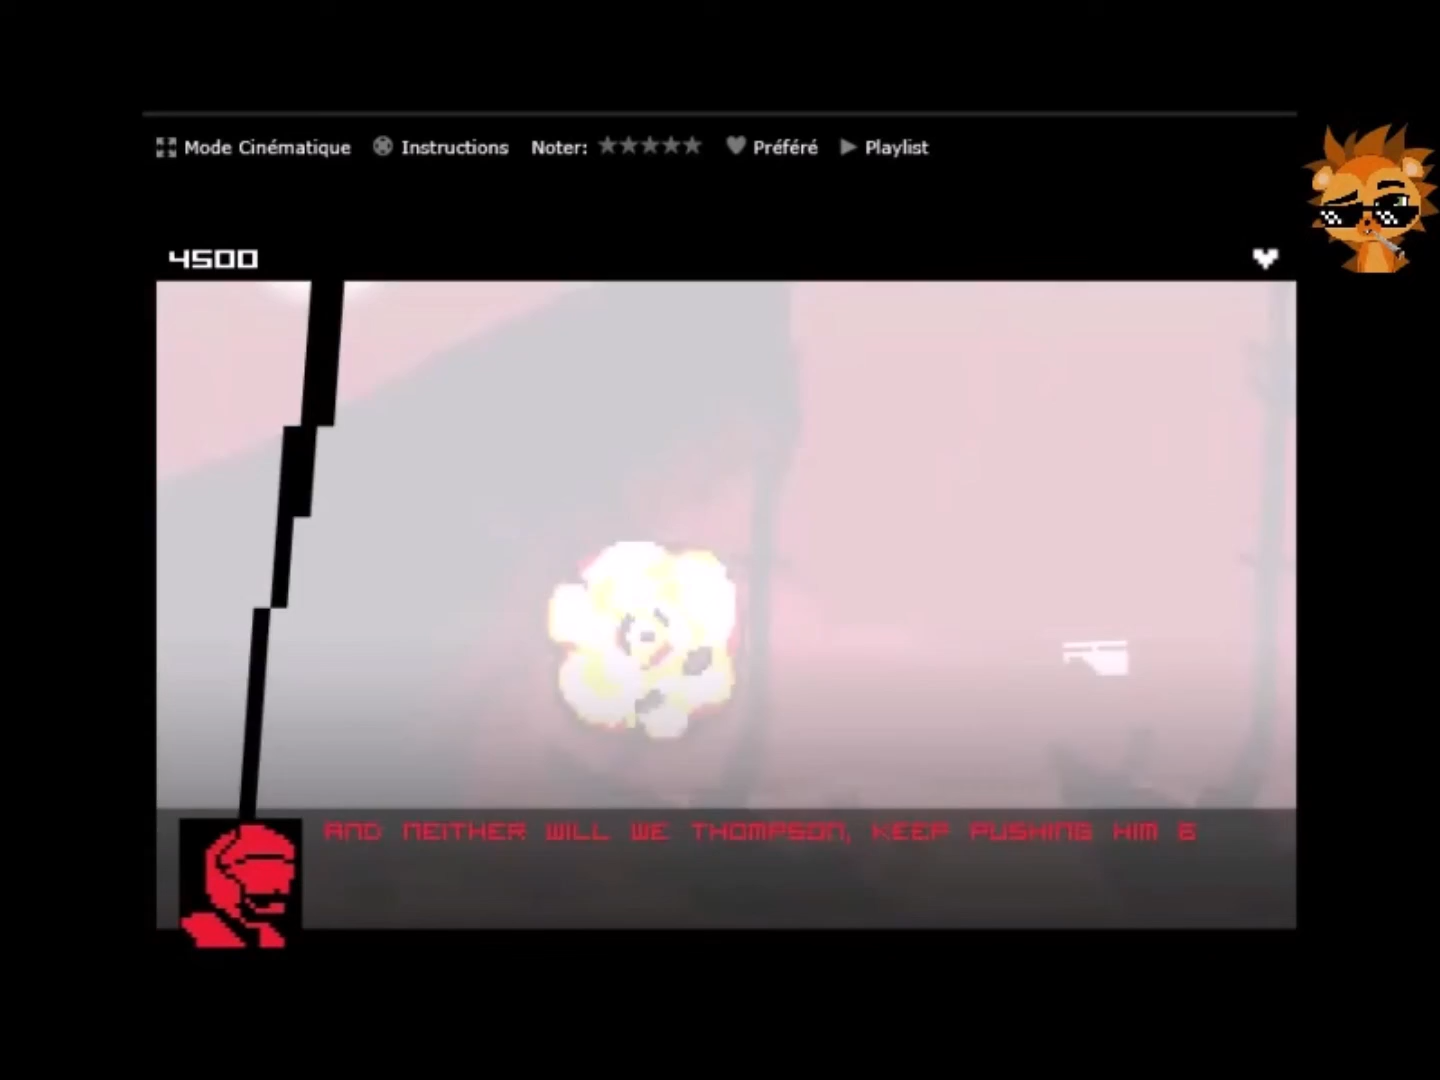 Mode Cinématique Instructions Noter: Préféré Playlist
4500
AND NEITHER WILL WE THOMPSON, KEEP PUSHING HIM B